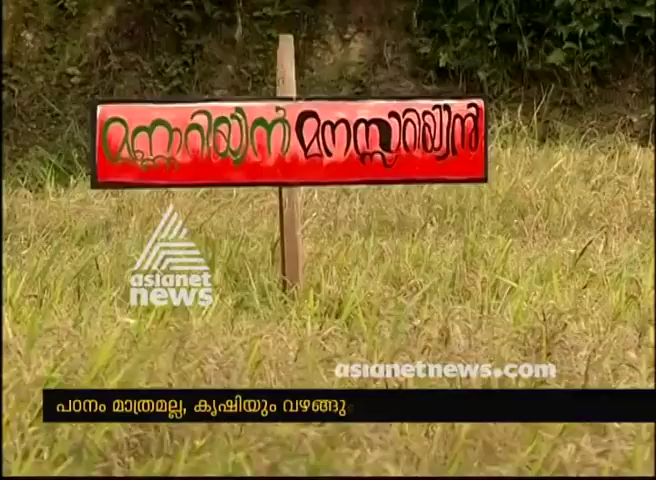 മണ്ണറിയാൻ മനസ്സറിയാൻ
asianet
news
asianetnews.com
പഠനം മാത്രമല്ല, കൃഷിയും വഴങ്ങു